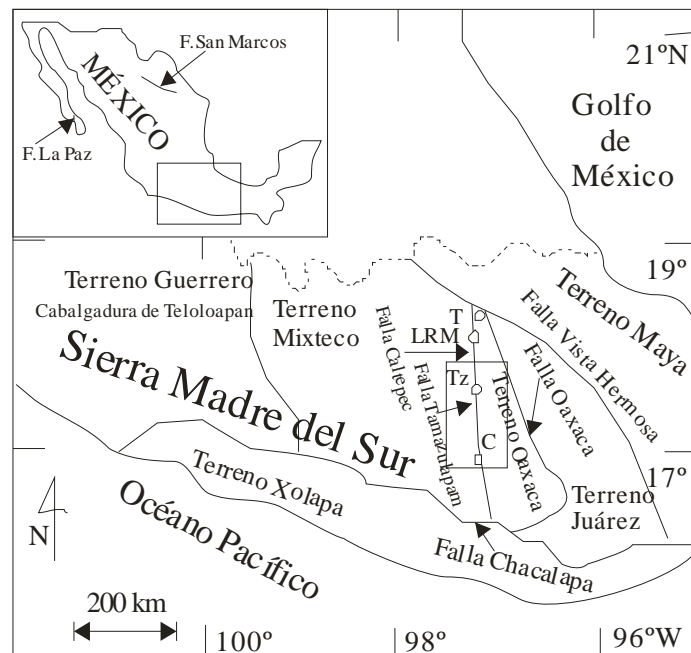 F.San Marcos
MÉXICO
F.La Paz
21ºN
Golfo
de
México
19º
Terreno Guerrero
Cabalgadura de Teloloapan
Terreno
Mixteco
Terreno Maya
Falla Vista Hermosa
Falla Caltepec
T
LRM
Tz
Falla Tamazulapam
Terreno Oaxaca
Falla Oaxaca
C
Sierra Madre del Sur
17º
Terreno Xolapa
Terreno
Juárez
Océano Pacífico
Falla Chacalapa
N
200 km
100º
98º
96ºW